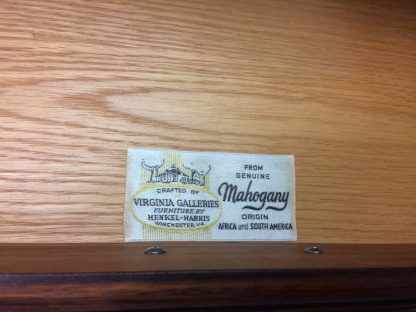 CRAFTED BY
VIRGINIA GALLERIES
FURNITURE BY
HENKEL-HARRIS
WINCHESTER, VA
FROM
GENUINE
Mahogany
ORIGIN
AFRICA and SOUTH AMERICA